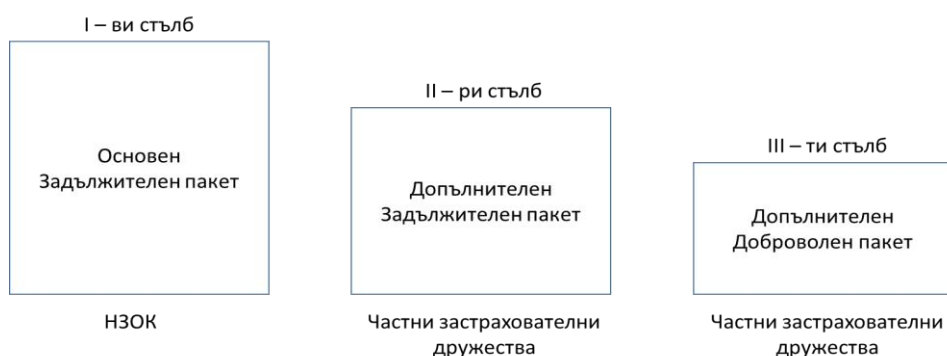 I – ви стълб
Основен
Задължителен пакет
НЗОК
II – ри стълб
Допълнителен
Задължителен пакет
Частни застрахователни
дружества
III – ти стълб
Допълнителен
Доброволен пакет
Частни застрахователни
дружества